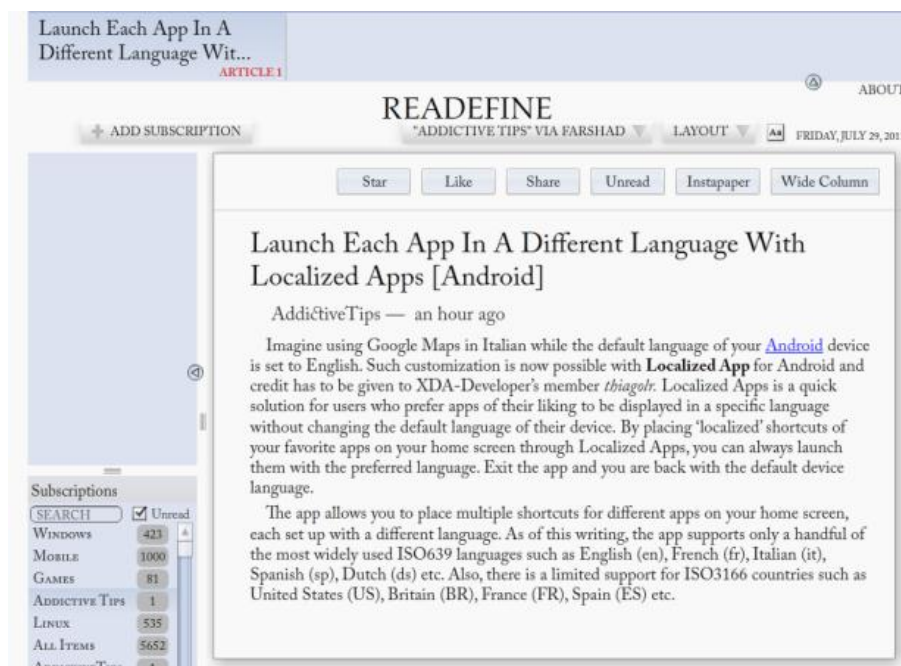 Launch Each App In A
Different Language Wit...
ARTICLE 1
ABOUT
READEFINE
+ ADD SUBSCRIPTION
"ADDICTIVE TIPS" VIA FARSHAD
LAYOUT
Aa
FRIDAY, JULY 29, 201
Star
Like
Share
Unread
Instapaper
Wide Column
Launch Each App In A Different Language With
Localized Apps [Android]
AddictiveTips — an hour ago
Imagine using Google Maps in Italian while the default language of your Android device
is set to English. Such customization is now possible with Localized App for Android and
credit has to be given to XDA-Developer's member thiagolr. Localized Apps is a quick
solution for users who prefer apps of their liking to be displayed in a specific language
without changing the default language of their device. By placing 'localized' shortcuts of
your favorite apps on your home screen through Localized Apps, you can always launch
them with the preferred language. Exit the app and you are back with the default device
language.
The app allows you to place multiple shortcuts for different apps on your home screen,
each set up with a different language. As of this writing, the app supports only a handful of
the most widely used ISO639 languages such as English (en), French (fr), Italian (it),
Spanish (sp), Dutch (ds) etc. Also, there is a limited support for ISO3166 countries such as
United States (US), Britain (BR), France (FR), Spain (ES) etc.
Subscriptions
SEARCH
Unread
WINDOWS 423
MOBILE 1000
GAMES 81
ADDICTIVE TIPS 1
LINUX 535
ALL ITEMS 5652